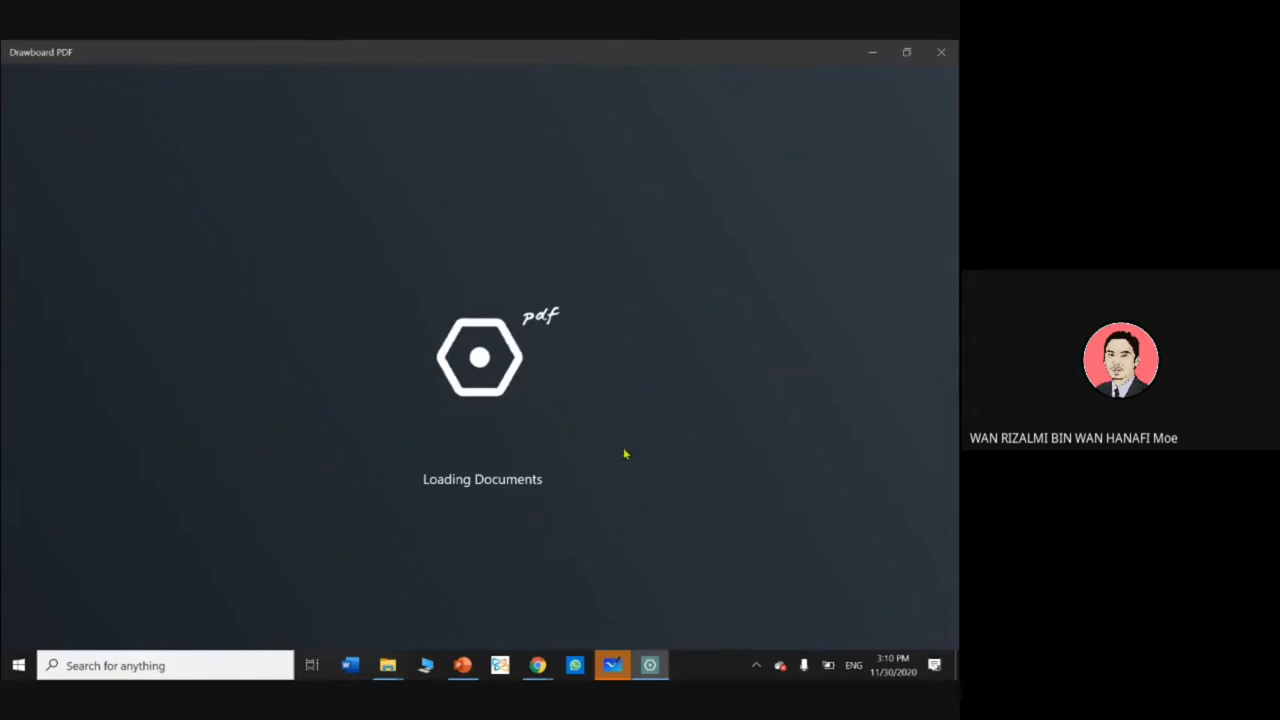 Drawboard PDF
pdf
Loading Documents
WAN RIZALMI BIN WAN HANAFI Moe
Search for anything
ENG
3:10 PM
11/30/2020